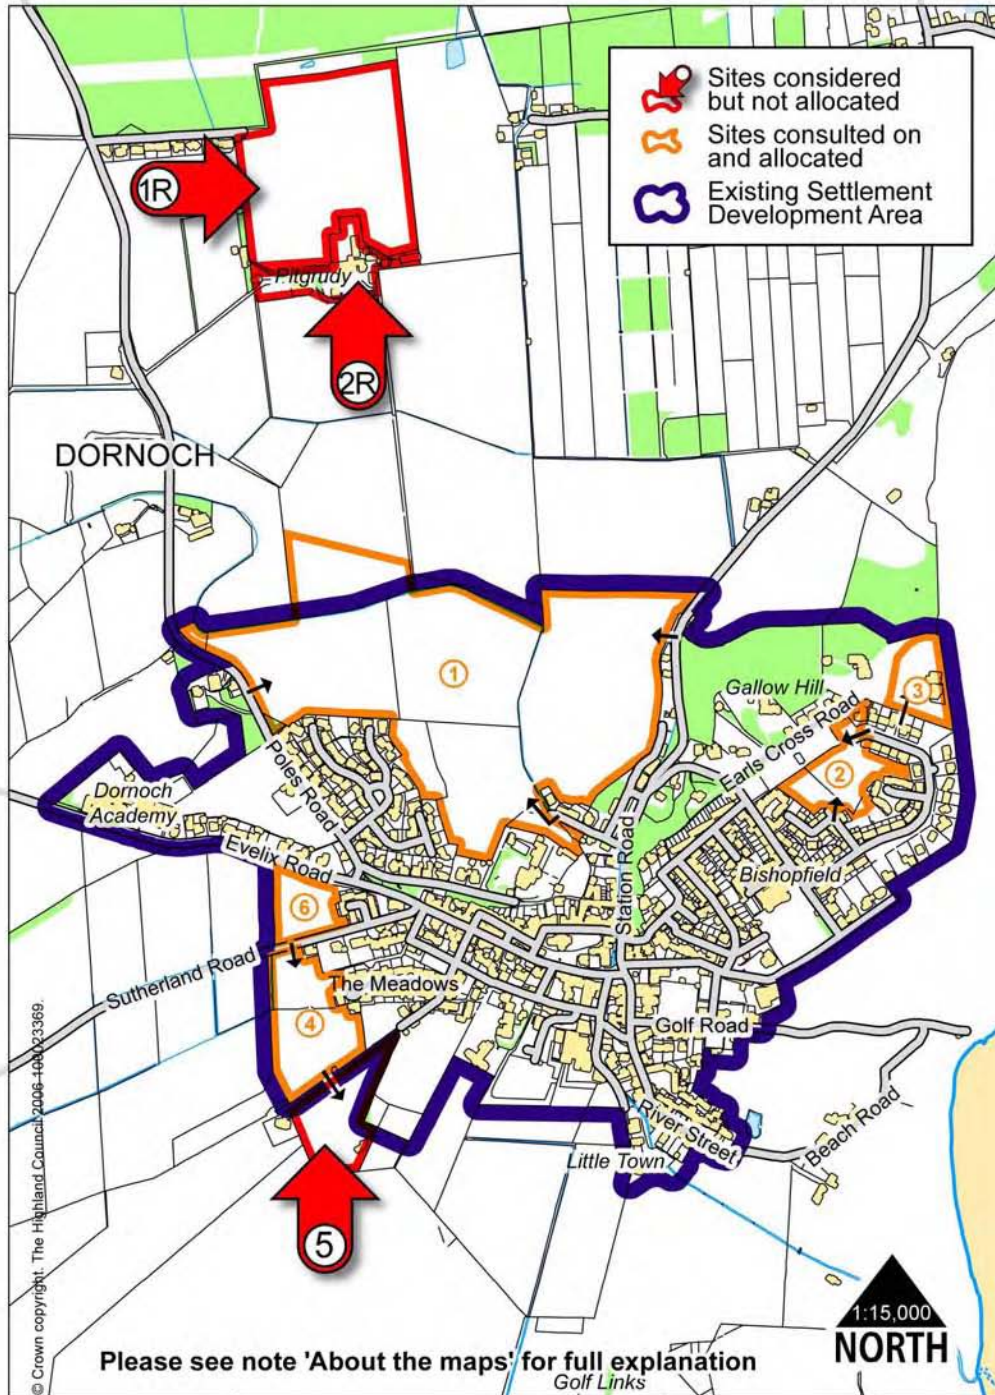 Sites considered
but not allocated
Sites consulted on
and allocated
Existing Settlement
Development Area
1R
Pitgrudy
2R
DORNOCH
1
Gallow Hill
3
Earls Cross Road
2
Dornoch
Academy
Poles Road
Evelix Road
Station Road
Bishopfield
6
Sutherland Road
The Meadows
4
Golf Road
River Street
Beach Road
Little Town
5
1:15,000
NORTH
Please see note 'About the maps' for full explanation
Golf Links
© Crown copyright. The Highland Council 2006 100023369.